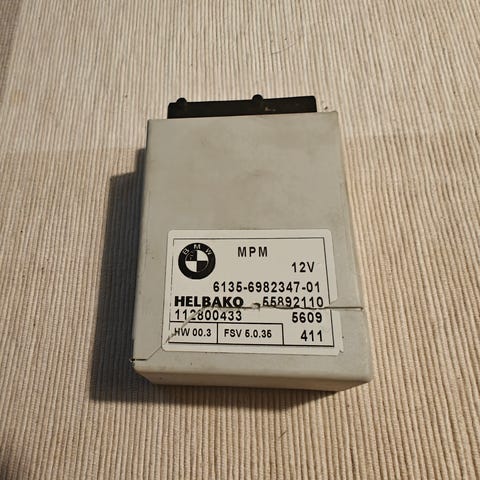 BMW
MPM
12V
6135-6982347-01
HELBAKO 55892110
112800433 5609
HW 00.3 FSV 5.0.35 411